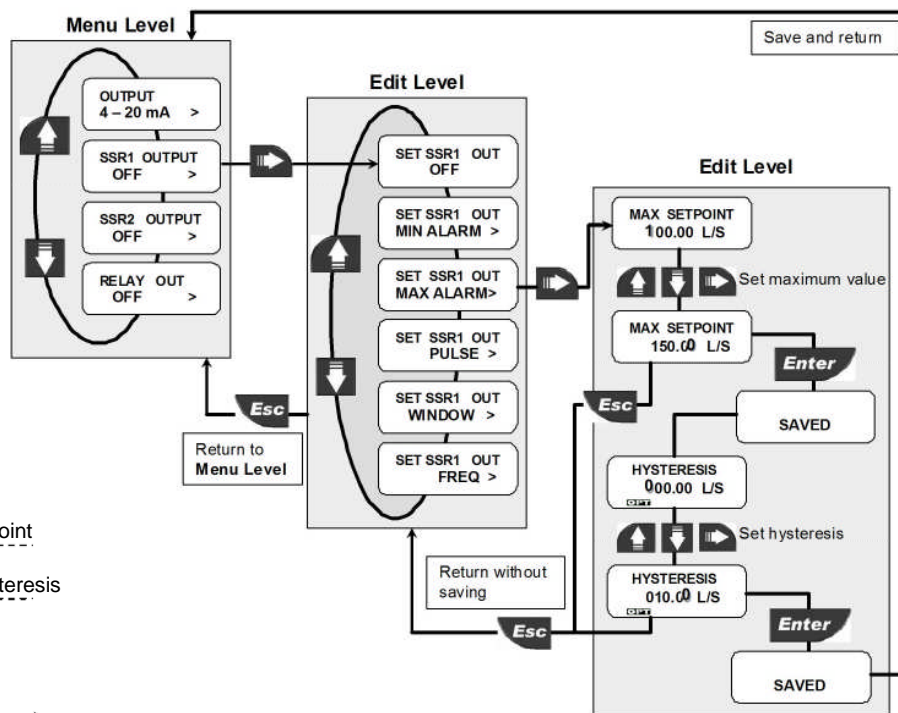 Menu Level
Save and return
OUTPUT
4 – 20 mA >
SSR1 OUTPUT
OFF >
SSR2 OUTPUT
OFF >
RELAY OUT
OFF >
Edit Level
SET SSR1 OUT
OFF
SET SSR1 OUT
MIN ALARM >
SET SSR1 OUT
MAX ALARM>
SET SSR1 OUT
PULSE >
SET SSR1 OUT
WINDOW >
SET SSR1 OUT
FREQ >
Esc
Return to
Menu Level
Edit Level
MAX SETPOINT
100.00 L/S
Set maximum value
MAX SETPOINT
150.00 L/S
Enter
Esc
SAVED
HYSTERESIS
000.00 L/S
OPT
Set hysteresis
HYSTERESIS
010.00 L/S
OPT
Enter
SAVED
Return without
saving
Esc
oint
teresis